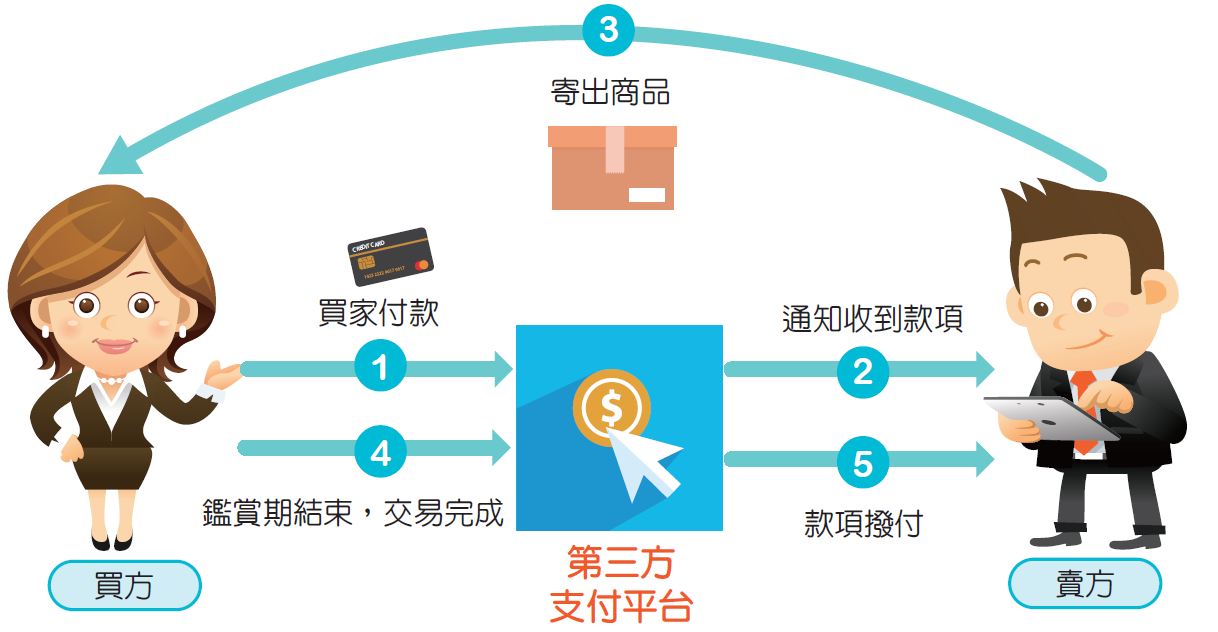 3
寄出商品
CREDIT CARD
買家付款
通知收到款項
1
2
$
4
5
鑑賞期結束，交易完成
款項撥付
第三方
支付平台
買方
賣方